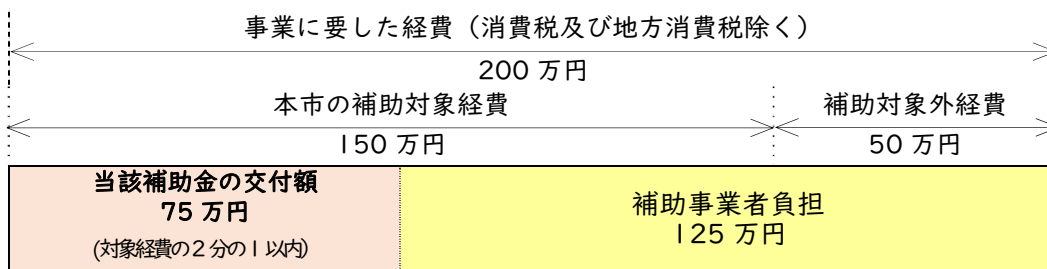 事業に要した経費（消費税及び地方消費税除く）
200 万円
本市の補助対象経費
補助対象外経費
150 万円
50 万円
当該補助金の交付額
75 万円
(対象経費の２分の１以内)
補助事業者負担
125 万円